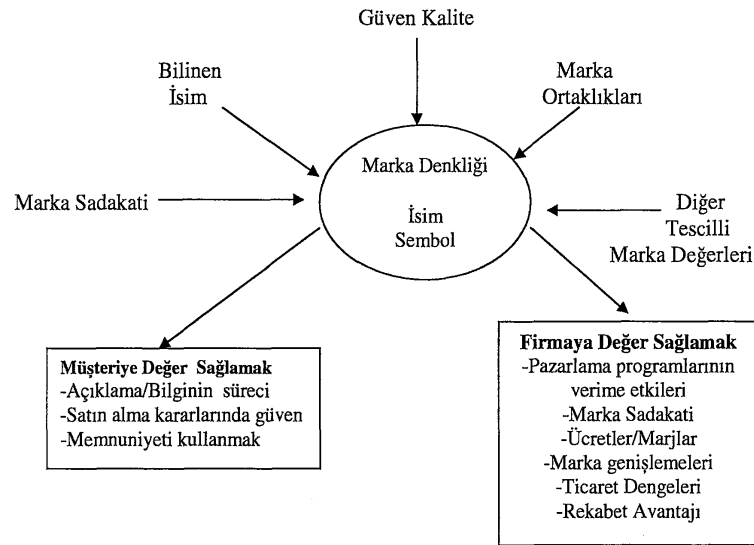 Güven Kalite
Bilinen
İsim
Marka
Ortaklıkları
Marka Denkliği
Marka Sadakati
İsim
Sembol
Diğer
Tescilli
Marka Değerleri
Müşteriye Değer Sağlamak
-Açıklama/Bilginin süreci
-Satın alma kararlarında güven
-Memnuniyeti kullanmak
Firmaya Değer Sağlamak
-Pazarlama programlarının
verime etkileri
-Marka Sadakati
-Ücretler/Marjlar
-Marka genişlemeleri
-Ticaret Dengeleri
-Rekabet Avantajı